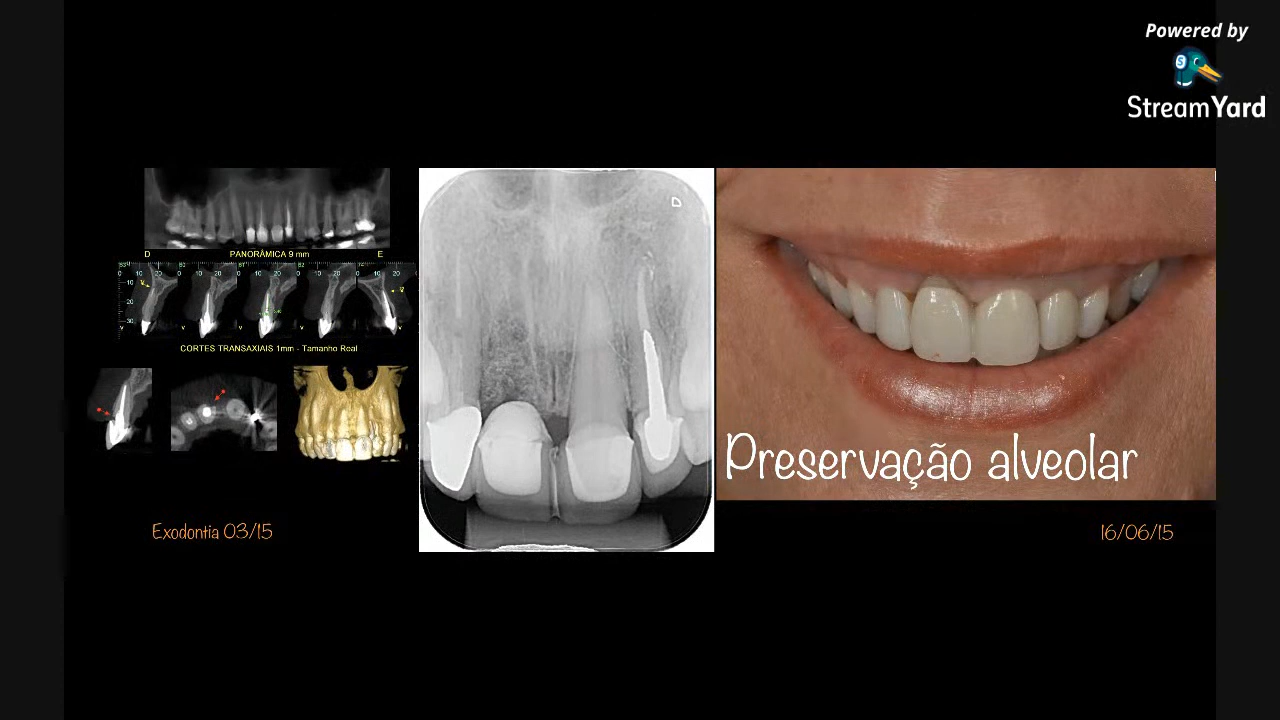 Powered by
StreamYard
D PANORÂMICA 9 mm E
CORTES TRANSAXIAIS 1mm - Tamanho Real
D
Preservação alveolar
Exodontia 03/15
16/06/15